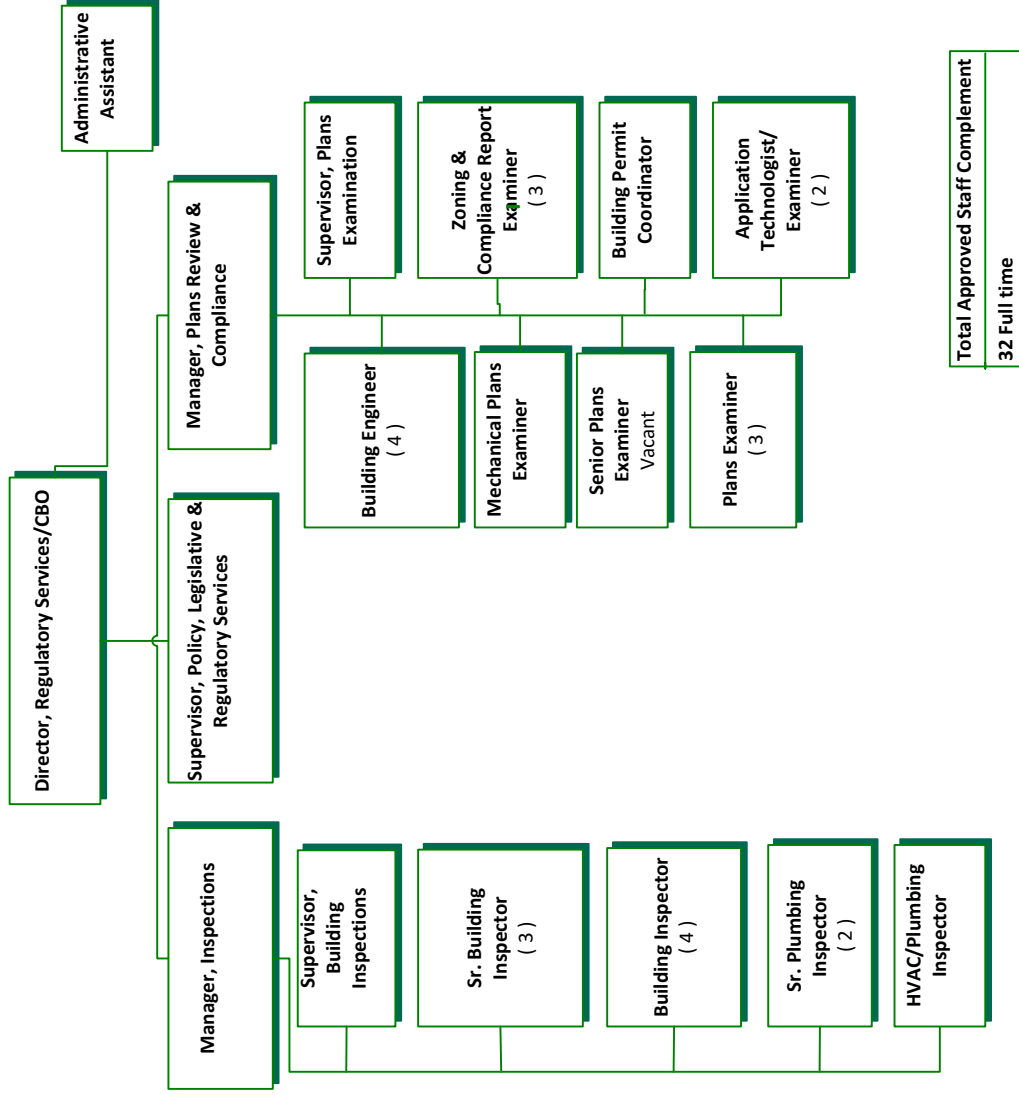 Director, Regulatory Services/CBO
Administrative
Assistant
Manager, Inspections
Supervisor, Policy, Legislative &
Regulatory Services
Manager, Plans Review &
Compliance
Supervisor,
Building
Inspections
Sr. Building
Inspector
( 3 )
Building Inspector
( 4 )
Sr. Plumbing
Inspector
( 2 )
HVAC/Plumbing
Inspector
Building Engineer
( 4 )
Mechanical Plans
Examiner
Senior Plans
Examiner
Vacant
Plans Examiner
( 3 )
Supervisor, Plans
Examination
Zoning &
Compliance Report
Examiner
( 3 )
Building Permit
Coordinator
Application
Technologist/
Examiner
( 2 )
Total Approved Staff Complement
32 Full time